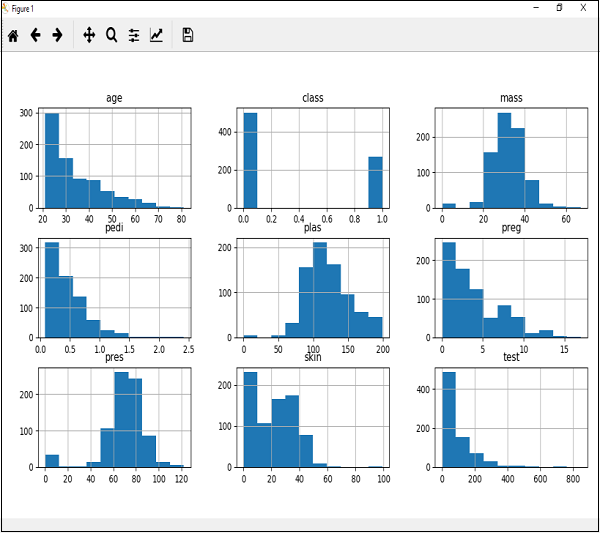 Figure 1
age class mass
300
200
100
0
20 30 40 50 60 70 80
400
200
0
0.0 0.2 0.4 0.6 0.8 1.0
200
100
0
0 20 40 60
pedi plas preg
300
200
100
0
0.0 0.5 1.0 1.5 2.0 2.5
200
100
0
0 50 100 150 200
200
100
0
0 5 10 15
pres skin test
200
100
0
0 20 40 60 80 100 120
200
100
0
0 20 40 60 80 100
400
200
0
0 200 400 600 800